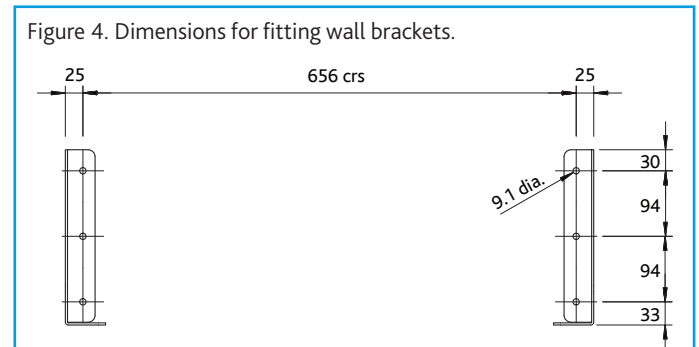 Figure 4. Dimensions for fitting wall brackets.
25 656 crs 25
30
9.1 dia.
94
94
33